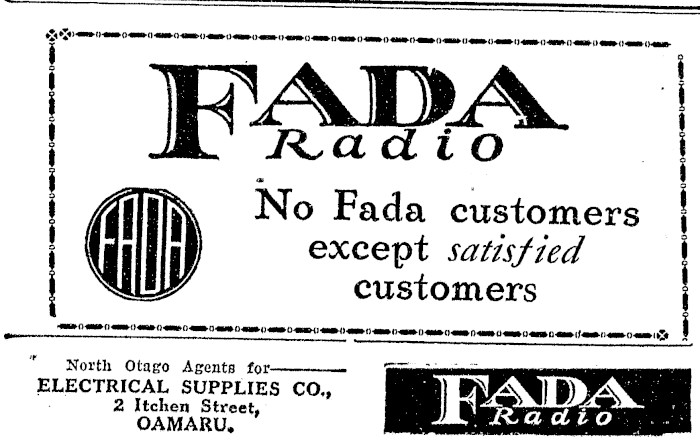 FADA
Radio
FADA
No Fada customers
except satisfied
customers
North Otago Agents for
ELECTRICAL SUPPLIES CO.,
2 Itchen Street,
OAMARU.
FADA
Radio